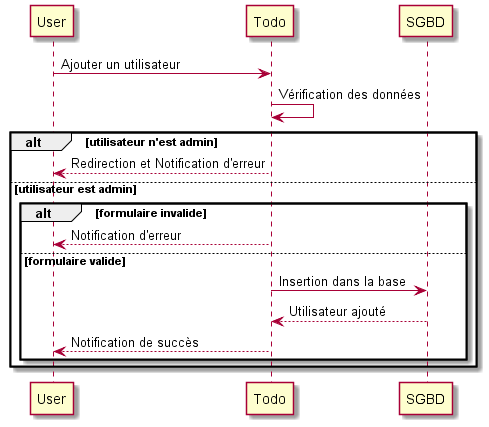 User Todo SGBD
Ajouter un utilisateur
Vérification des données
alt [utilisateur n'est admin]
Redirection et Notification d'erreur
[utilisateur est admin]
alt [formulaire invalide]
Notification d'erreur
[formulaire valide]
Insertion dans la base
Utilisateur ajouté
Notification de succès
User Todo SGBD